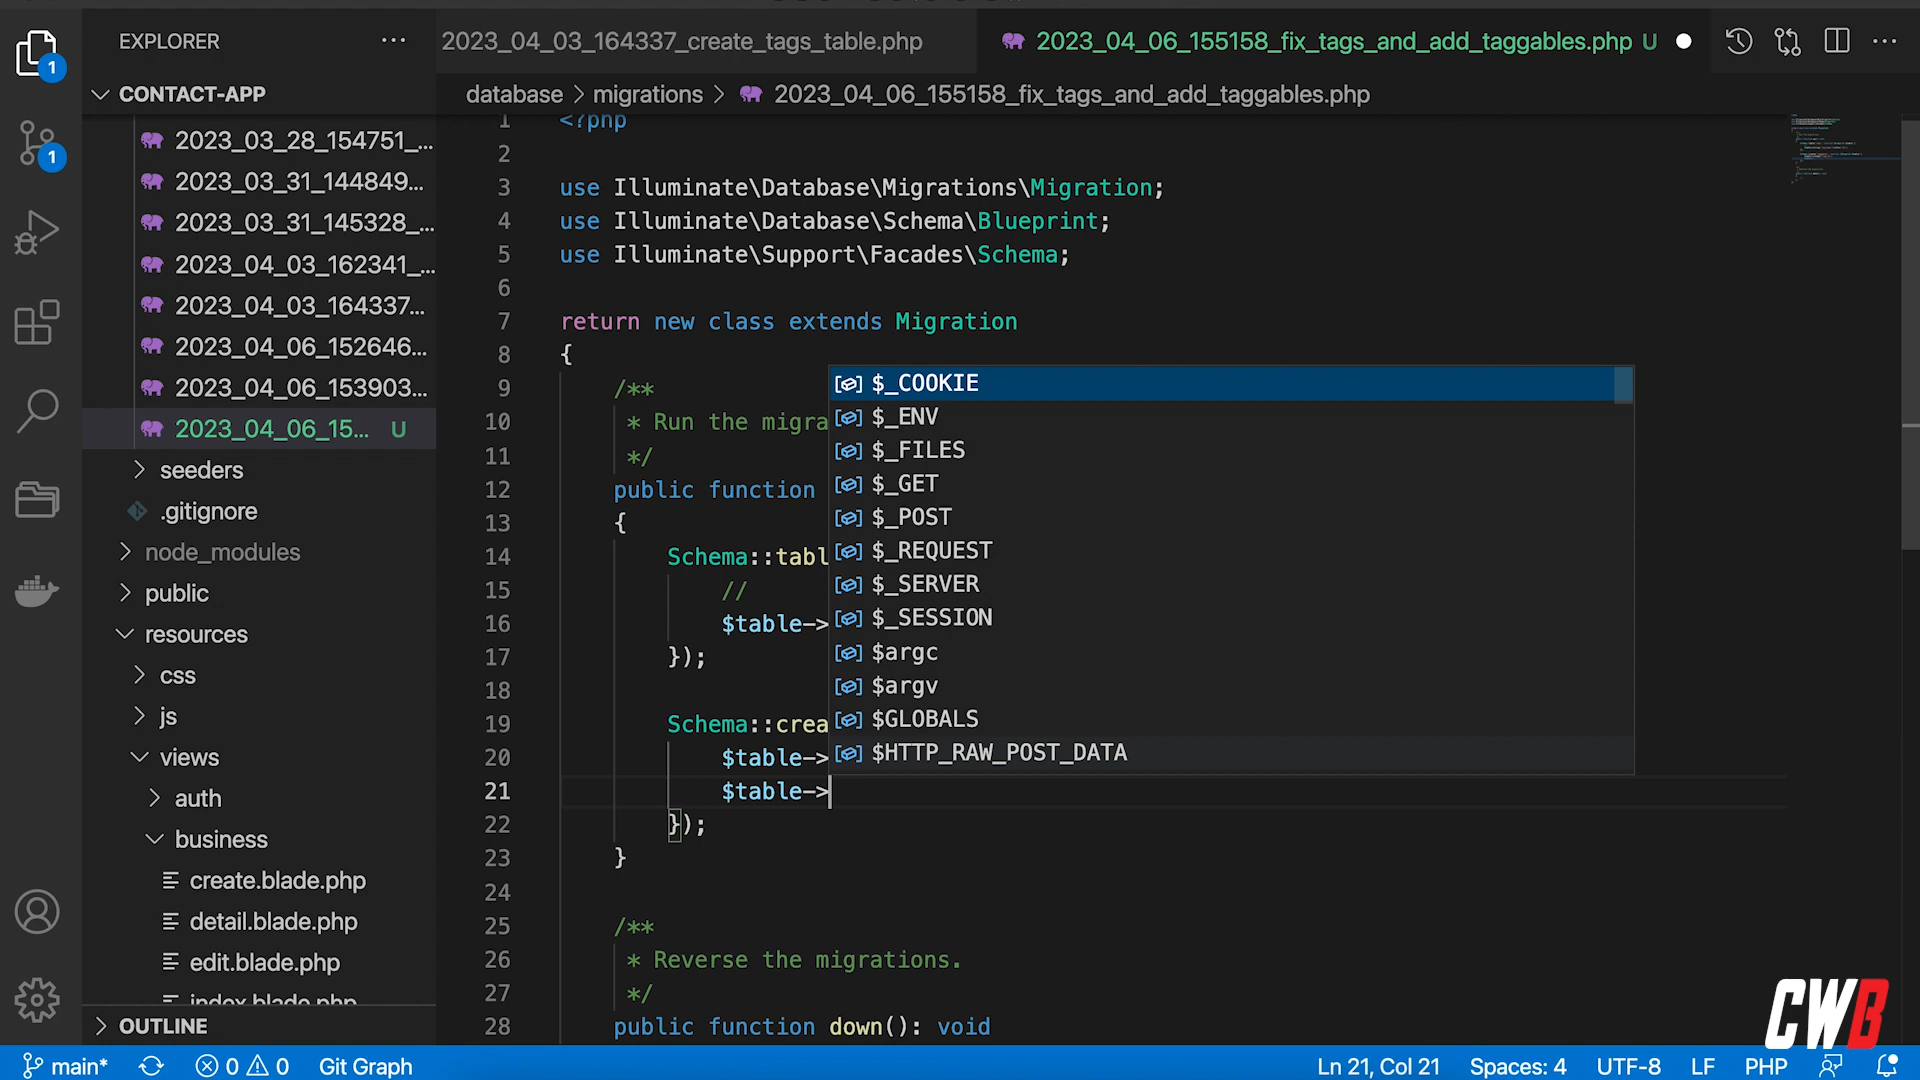 EXPLORER
2023_04_03_164337_create_tags_table.php
2023_04_06_155158_fix_tags_and_add_taggables.php U
1
CONTACT-APP
database > migrations > 2023_04_06_155158_fix_tags_and_add_taggables.php
1
2023_03_28_154751_...
2023_03_31_144849...
2023_03_31_145328_...
2023_04_03_162341_...
2023_04_03_164337...
2023_04_06_152646...
2023_04_06_153903...
2023_04_06_15... U
seeders
.gitignore
node_modules
public
resources
css
js
views
auth
business
create.blade.php
detail.blade.php
edit.blade.php
index.blade.php
OUTLINE
1 <?php
2
3 use Illuminate\Database\Migrations\Migration;
4 use Illuminate\Database\Schema\Blueprint;
5 use Illuminate\Support\Facades\Schema;
6
7 return new class extends Migration
8 {
9 /**
10 * Run the migra
11 */
12 public function
13 {
14 Schema::tabl
15 //
16 $table->
17 });
18
19 Schema::crea
20 $table->
21 $table->
22 });
23 }
24
25 /**
26 * Reverse the migrations.
27 */
28 public function down(): void
$_COOKIE
$_ENV
$_FILES
$_GET
$_POST
$_REQUEST
$_SERVER
$_SESSION
$argc
$argv
$GLOBALS
$HTTP_RAW_POST_DATA
CWB
main* 0 0 Git Graph Ln 21, Col 21 Spaces: 4 UTF-8 LF PHP